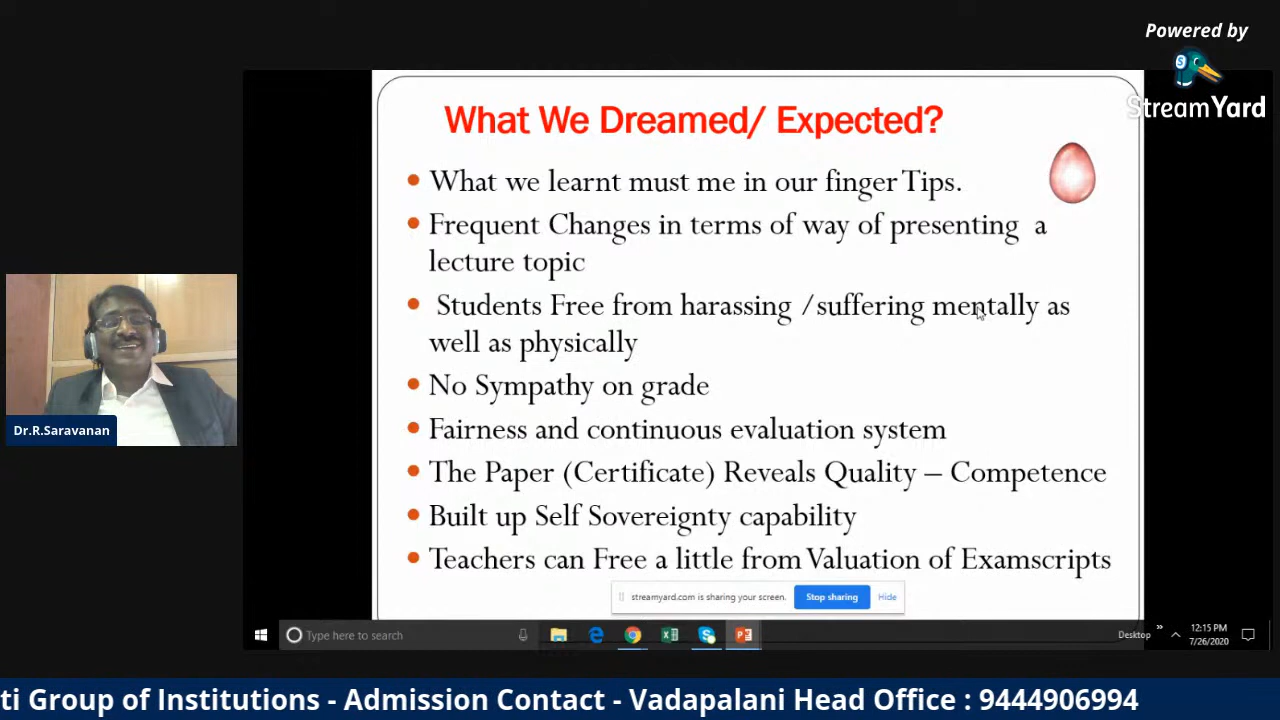 Powered by
StreamYard
What We Dreamed/ Expected?
What we learnt must me in our finger Tips.
Frequent Changes in terms of way of presenting a
lecture topic
Students Free from harassing /suffering mentally as
well as physically
No Sympathy on grade
Fairness and continuous evaluation system
The Paper (Certificate) Reveals Quality – Competence
Built up Self Sovereignty capability
Teachers can Free a little from Valuation of Examscripts
Dr.R.Saravanan
streamyard.com is sharing your screen.
Stop sharing
Hide
Type here to search
Desktop
12:15 PM
7/26/2020
ti Group of Institutions - Admission Contact - Vadapalani Head Office : 9444906994